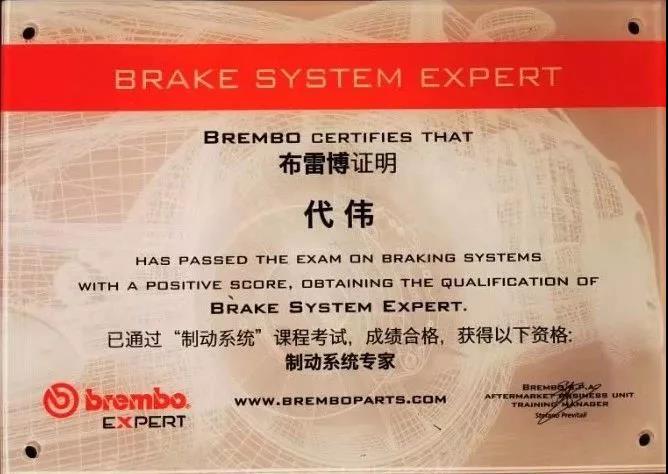 BRAKE SYSTEM EXPERT
BREMBO CERTIFIES THAT
布雷博证明
代伟
HAS PASSED THE EXAM ON BRAKING SYSTEMS
WITH A POSITIVE SCORE, OBTAINING THE QUALIFICATION OF
BRAKE SYSTEM EXPERT.
已通过“制动系统”课程考试，成绩合格，获得以下资格:
制动系统专家
brembo
EXPERT
WWW.BREMBOPARTS.COM
BREMBO S.P.A.
AFTERMARKET BUSINESS UNIT
TRAINING MANAGER
Stefano Previtali